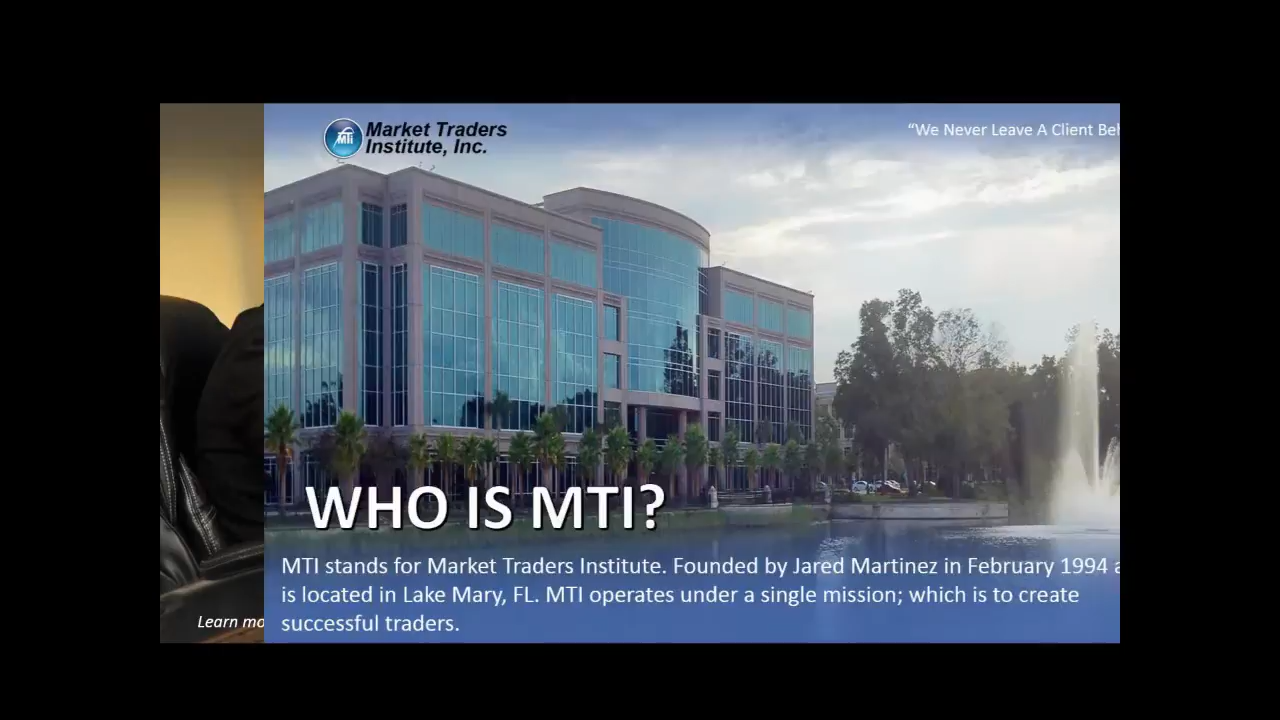 MTI
Market Traders
Institute, Inc.
“We Never Leave A Client
WHO IS MTI?
MTI stands for Market Traders Institute. Founded by Jared Martinez in February 1994
is located in Lake Mary, FL. MTI operates under a single mission; which is to create
successful traders.
Learn